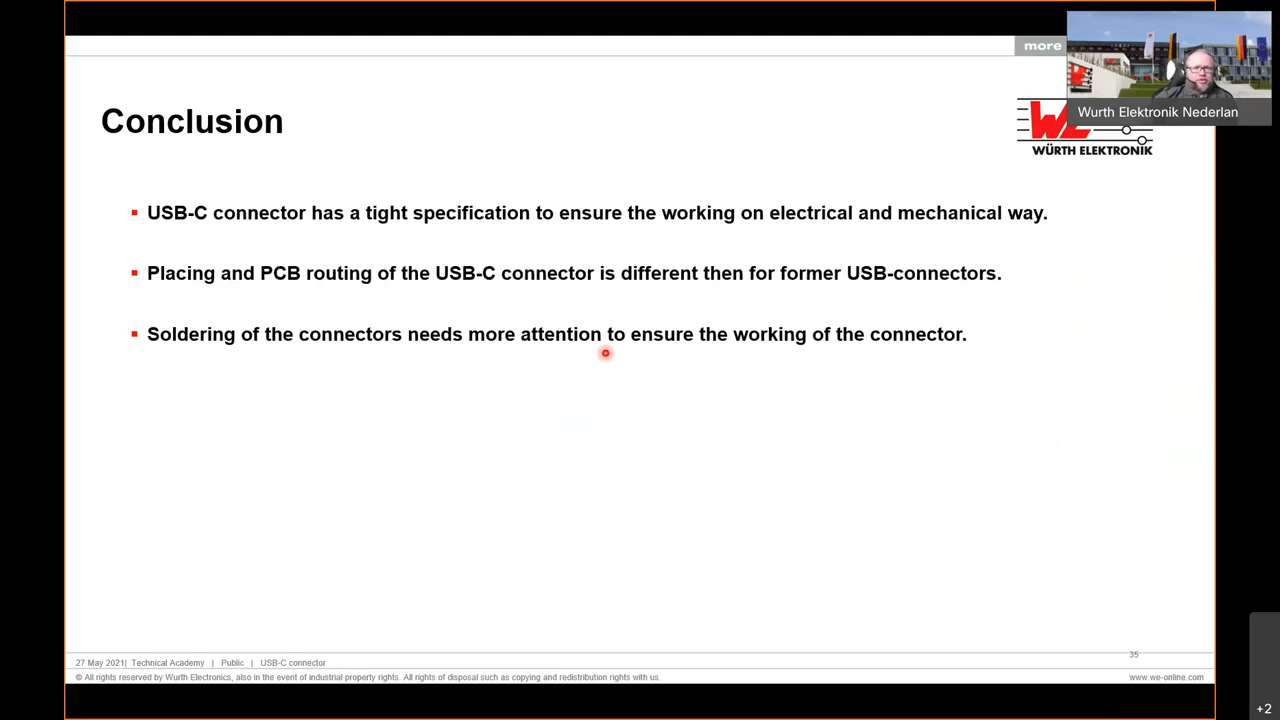 more
Wurth Elektronik Nederlan
WE
WÜRTH ELEKTRONIK
Conclusion
USB-C connector has a tight specification to ensure the working on electrical and mechanical way.
Placing and PCB routing of the USB-C connector is different then for former USB-connectors.
Soldering of the connectors needs more attention to ensure the working of the connector.
35
27 May 2021| Technical Academy | Public | USB-C connector
© All rights reserved by Wurth Electronics, also in the event of industrial property rights. All rights of disposal such as copying and redistribution rights with us.
www.we-online.com
+2